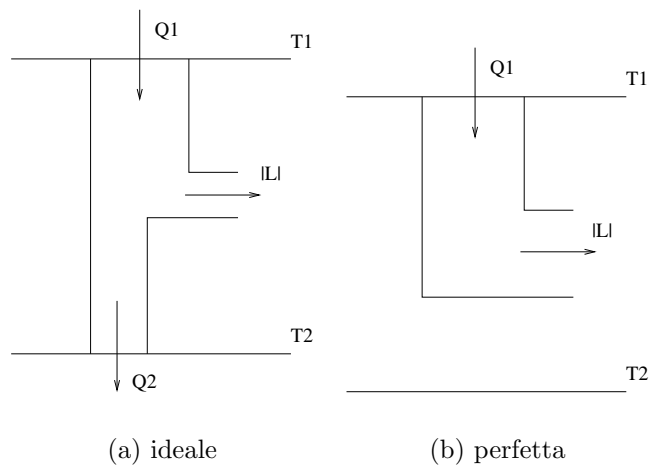 Q1
T1
|L|
T2
Q2
(a) ideale
Q1
T1
|L|
T2
(b) perfetta